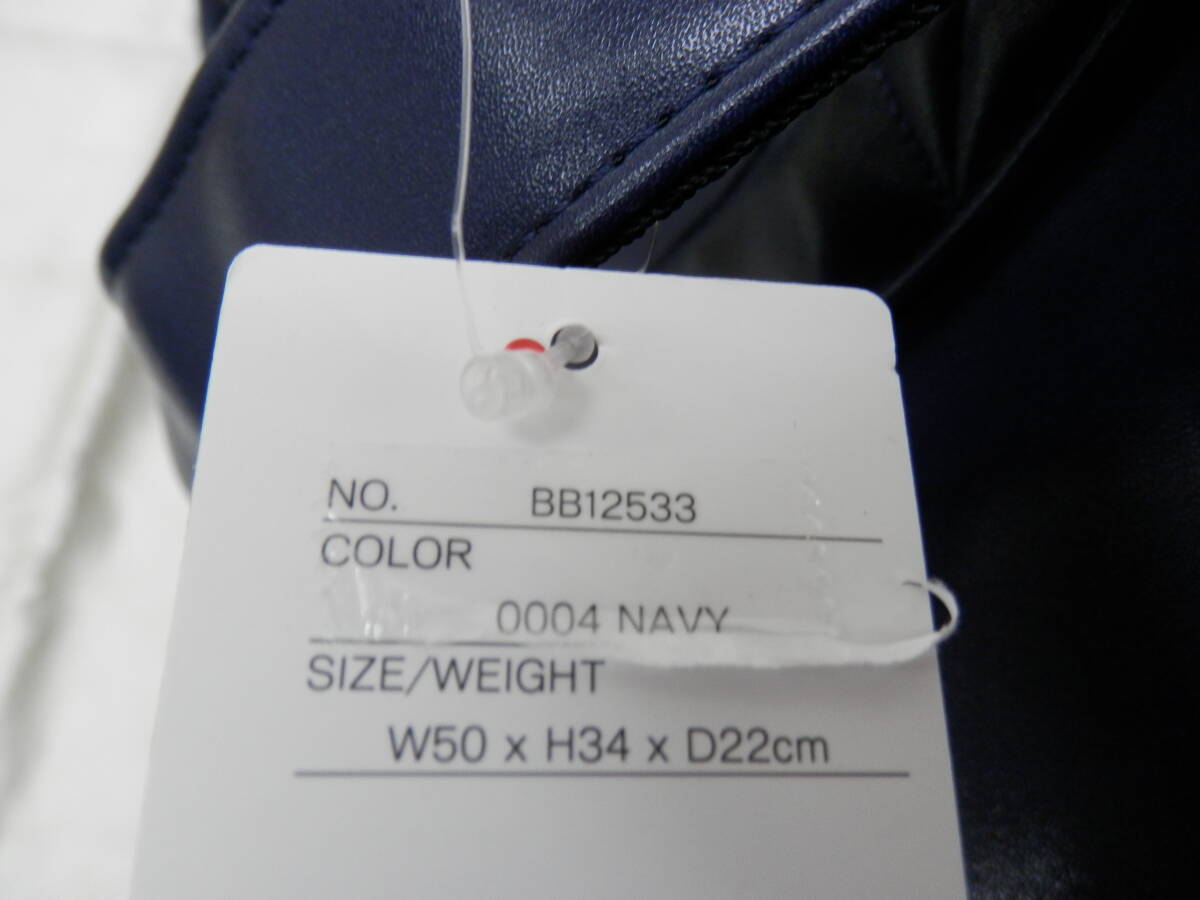 NO. BB12533
COLOR
0004 NAVY
SIZE/WEIGHT
W50 x H34 x D22cm